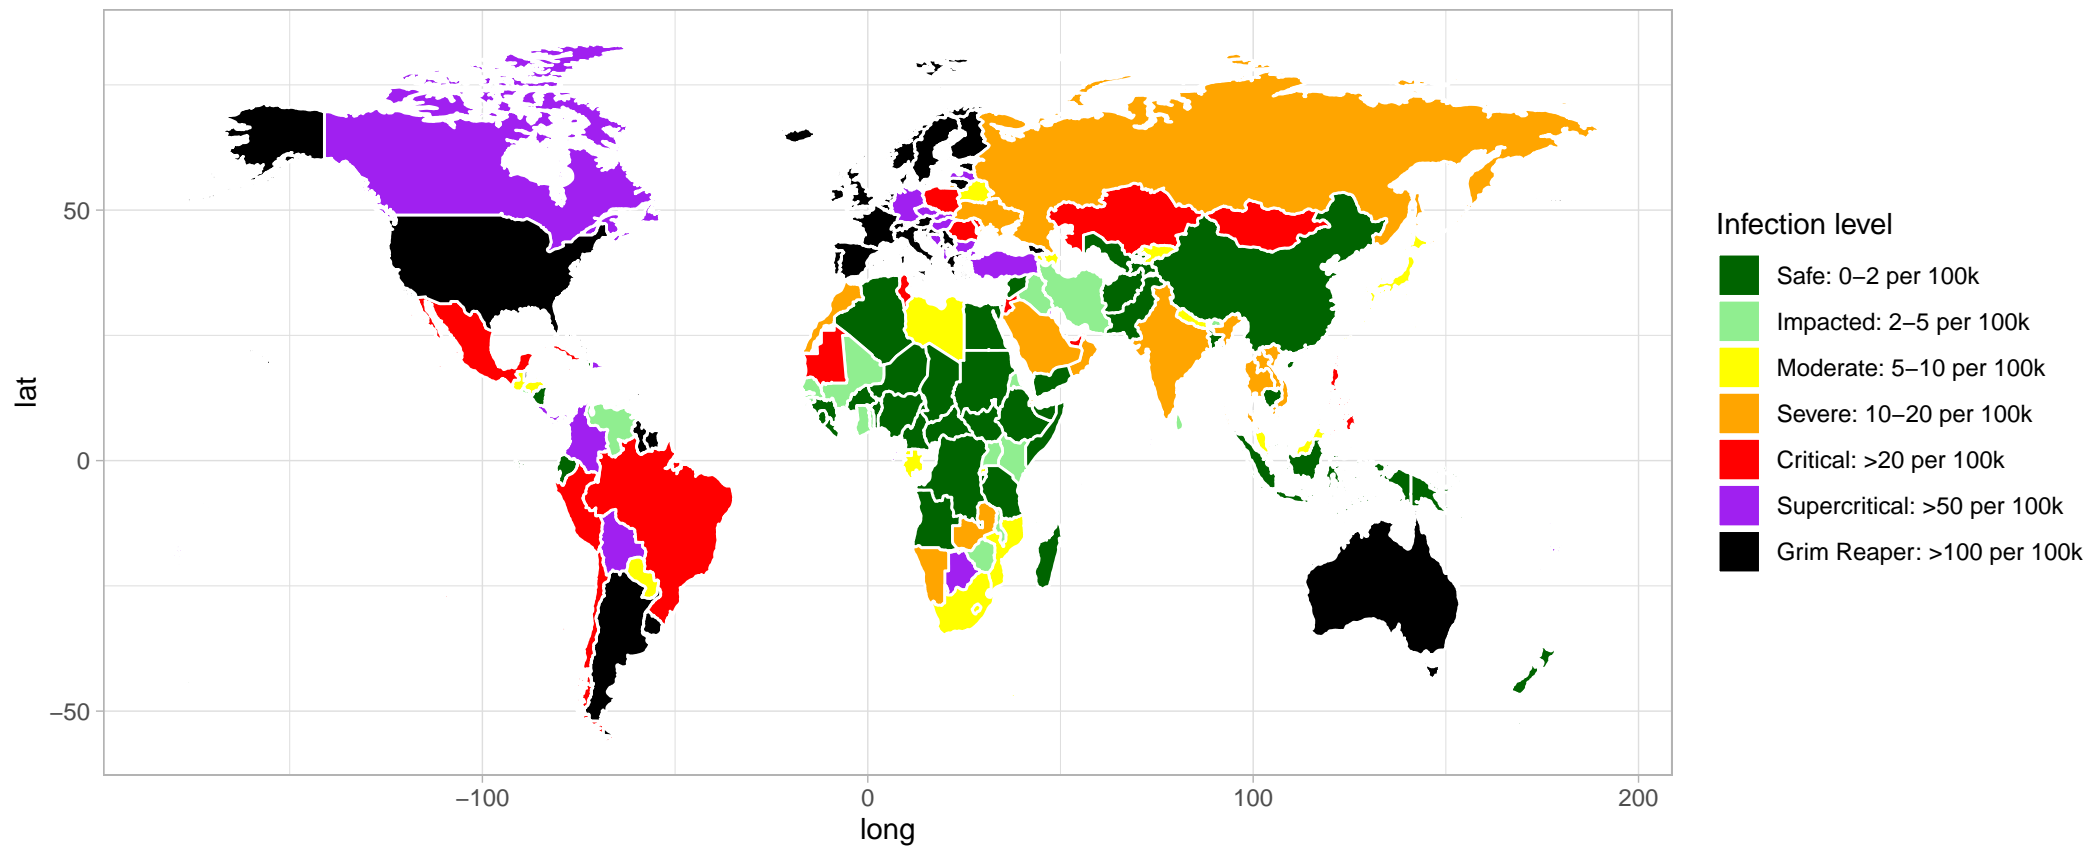 50
0
−50
lat
−100
0
100
200
long
Infection level
Safe: 0−2 per 100k
Impacted: 2−5 per 100k
Moderate: 5−10 per 100k
Severe: 10−20 per 100k
Critical: >20 per 100k
Supercritical: >50 per 100k
Grim Reaper: >100 per 100k